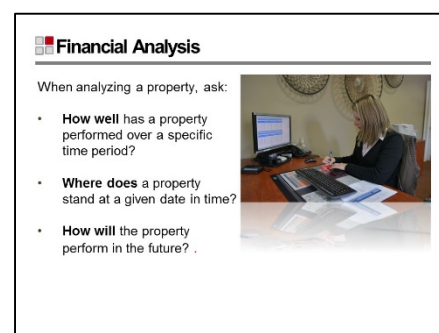 Financial Analysis
When analyzing a property, ask:
• How well has a property
performed over a specific
time period?
• Where does a property
stand at a given date in time?
• How will the property
perform in the future? .